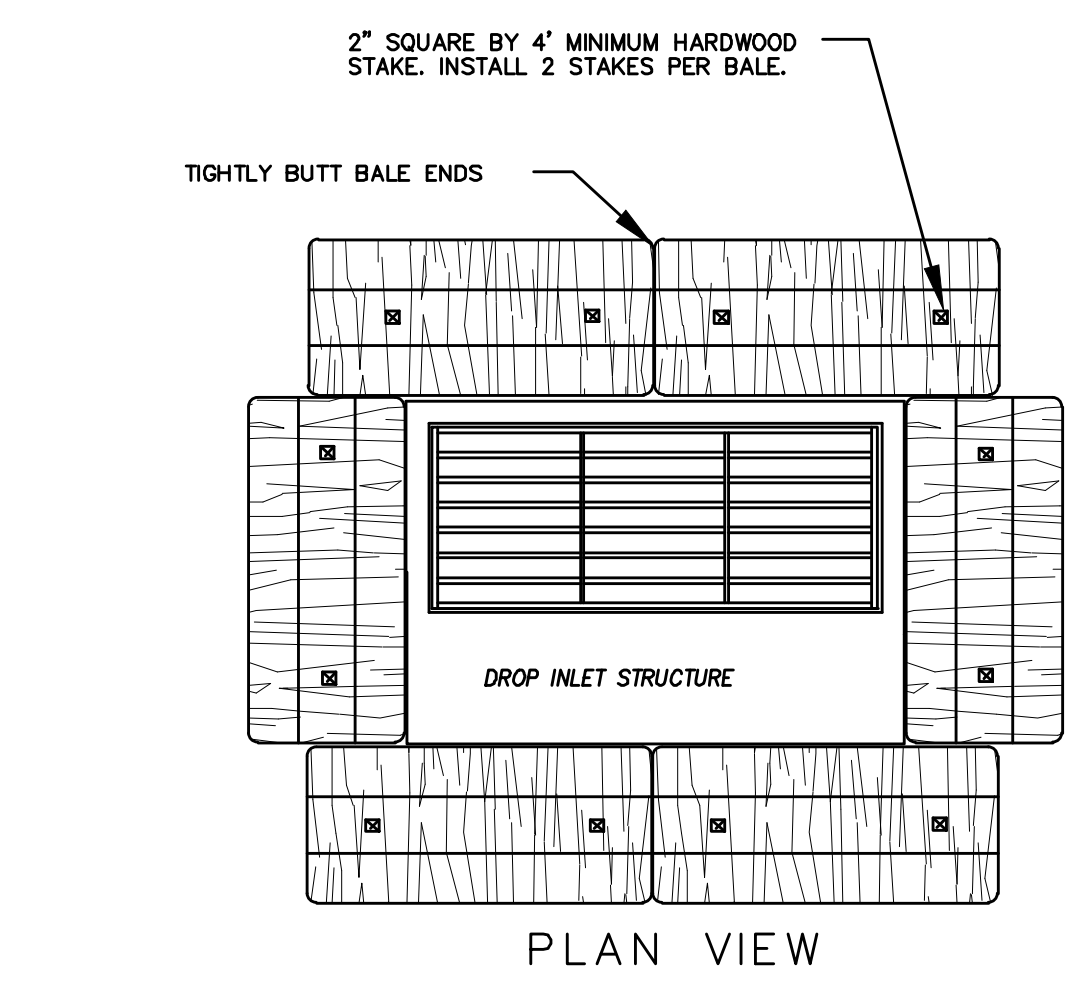 2" SQUARE BY 4' MINIMUM HARDWOOD
STAKE. INSTALL 2 STAKES PER BALE.
TIGHTLY BUTT BALE ENDS
DROP INLET STRUCTURE
PLAN VIEW